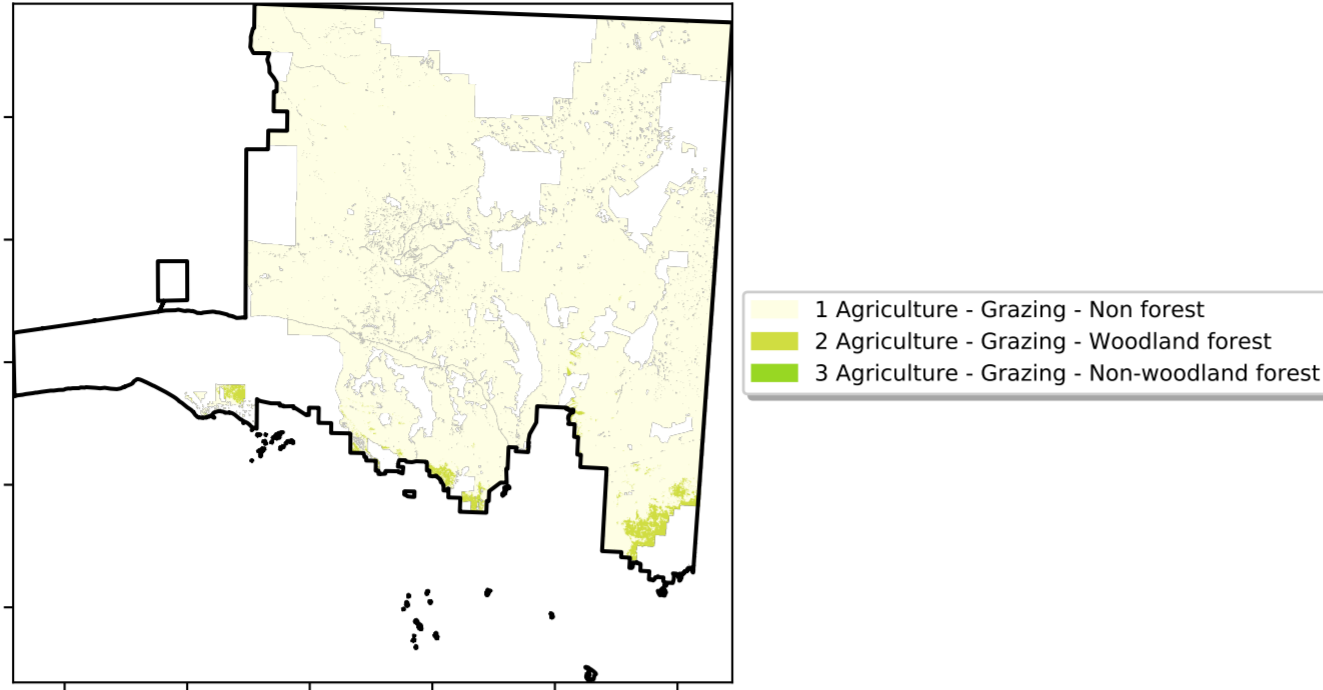 1 Agriculture - Grazing - Non forest
2 Agriculture - Grazing - Woodland forest
3 Agriculture - Grazing - Non-woodland forest